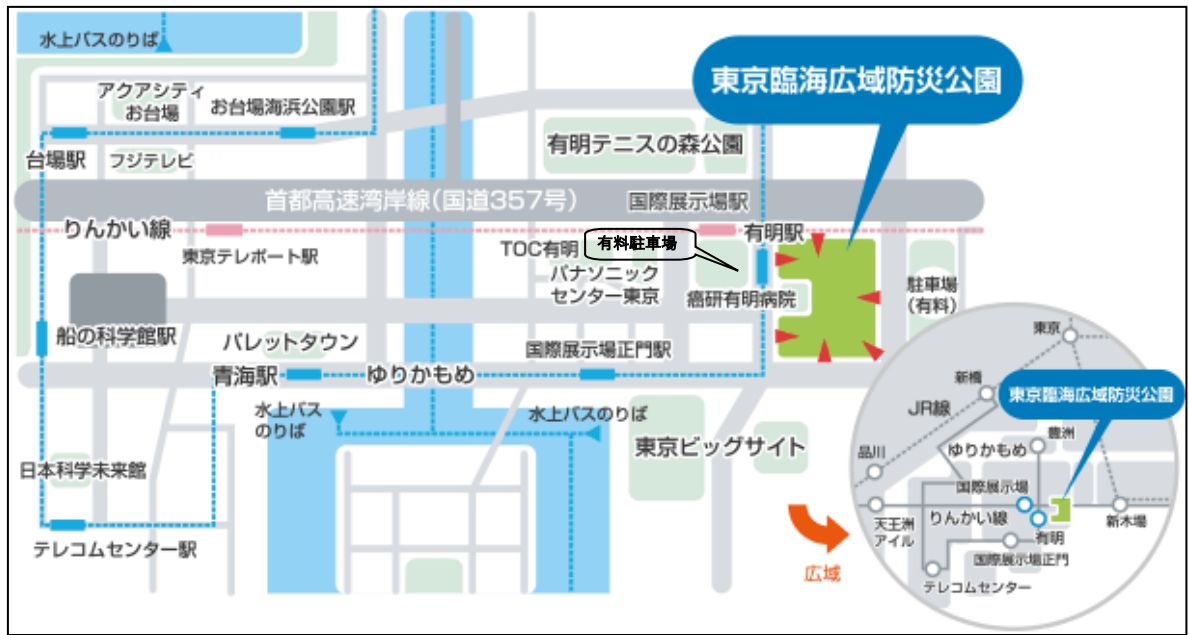 水上バスのりば
東京臨海広域防災公園
アクアシティ
お台場
お台場海浜公園駅
有明テニスの森公園
台場駅
フジテレビ
首都高速湾岸線(国道357号)
国際展示場駅
りんかい線
有明駅
東京テレポート駅
TOC有明
有料駐車場
パナソニック
センター東京
癌研有明病院
駐車場
(有料)
船の科学館駅
パレットタウン
国際展示場正門駅
青海駅
ゆりかもめ
水上バス
のりば
水上バスのりば
東京ビッグサイト
日本科学未来館
テレコムセンター駅
広域
東京
新橋
東京臨海広域防災公園
JR線
豊洲
品川
ゆりかもめ
国際展示場
天王洲
アイル
りんかい線
新木場
有明
国際展示場正門
テレコムセンター